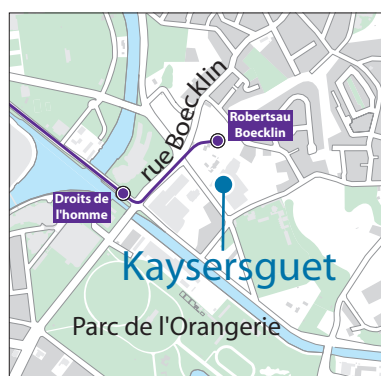 rue Boecklin
Robertsau
Boecklin
Droits de
l'homme
Kaysersguet
Parc de l'Orangerie